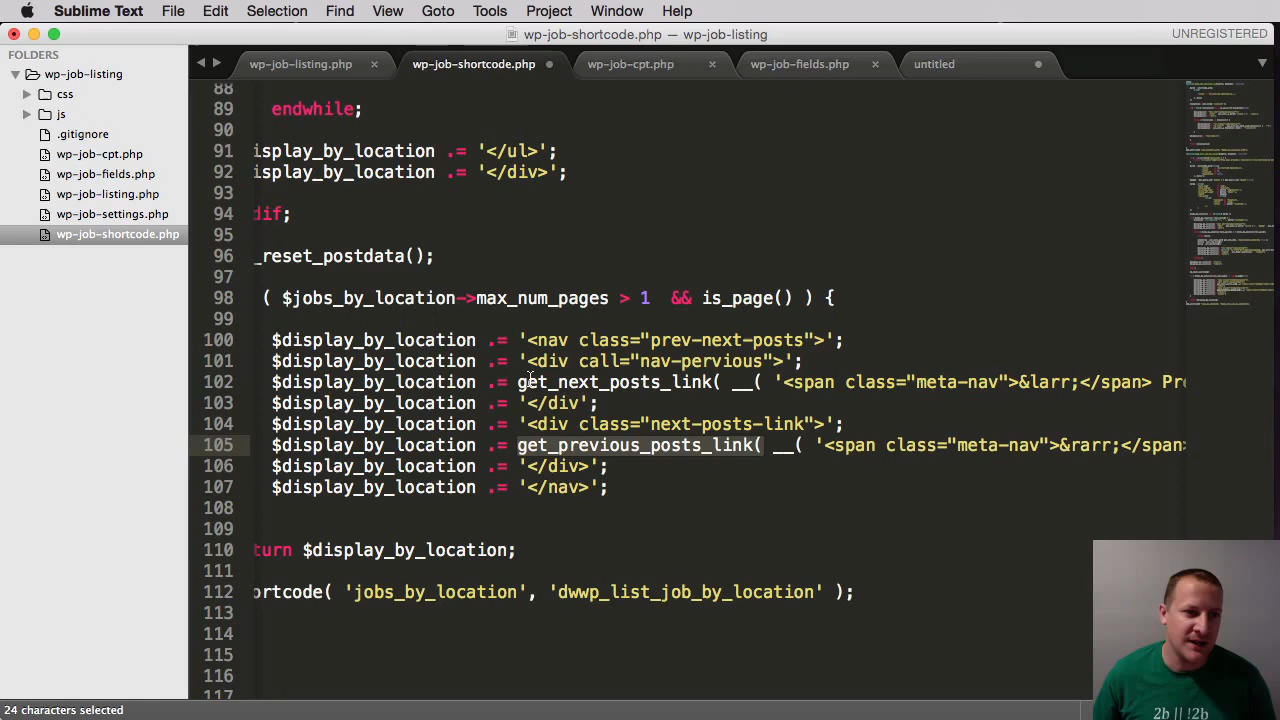 Sublime Text File Edit Selection Find View Goto Tools Project Window Help
wp-job-shortcode.php — wp-job-listing
UNREGISTERED
FOLDERS
wp-job-listing
css
js
.gitignore
wp-job-cpt.php
wp-job-fields.php
wp-job-listing.php
wp-job-settings.php
wp-job-shortcode.php
wp-job-listing.php wp-job-shortcode.php wp-job-cpt.php wp-job-fields.php untitled
88
89 endwhile;
90
91 isplay_by_location .= '</ul>';
92 isplay_by_location .= '</div>';
93
94 dif;
95
96 _reset_postdata();
97
98 ( $jobs_by_location->max_num_pages > 1 && is_page() ) {
99
100 $display_by_location .= '<nav class="prev-next-posts">';
101 $display_by_location .= '<div call="nav-pervious">';
102 $display_by_location .= get_next_posts_link( __( '<span class="meta-nav">&larr;</span> Pr
103 $display_by_location .= '</div';
104 $display_by_location .= '<div class="next-posts-link">';
105 $display_by_location .= get_previous_posts_link( __( '<span class="meta-nav">&rarr;</span>
106 $display_by_location .= '</div>';
107 $display_by_location .= '</nav>';
108
109
110 turn $display_by_location;
111
112 ortcode( 'jobs_by_location', 'dwwp_list_job_by_location' );
113
114
115
116
117
24 characters selected
2b || !2b